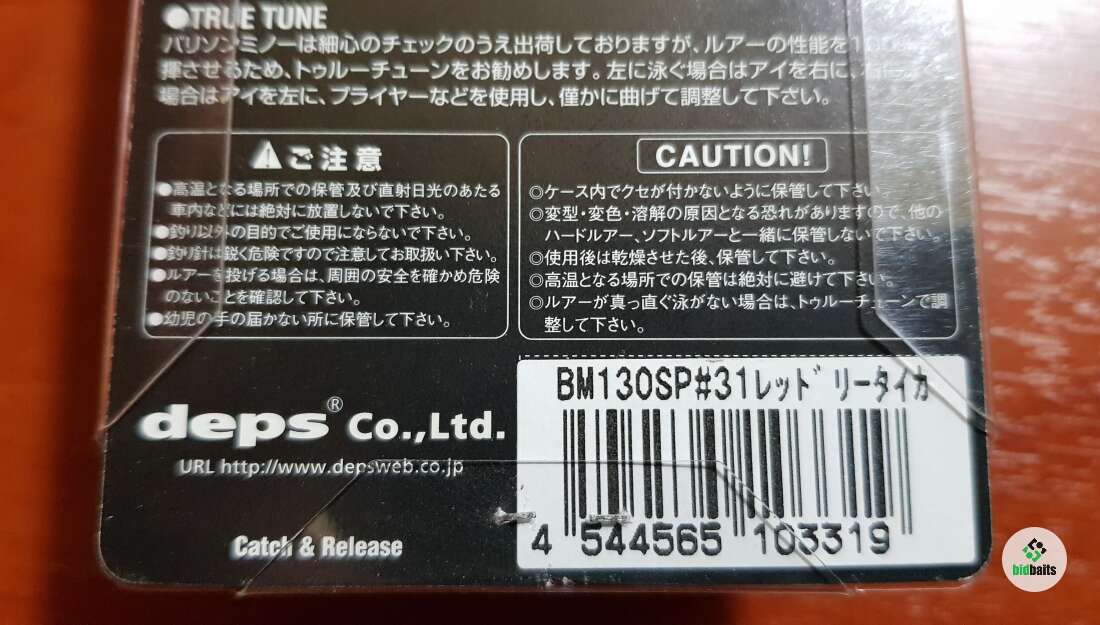 ●TRUE TUNE
バリソンミノーは細心のチェックのうえ出荷しておりますが、ルアーの性能を100%
揮させるため、トゥルーチューンをお勧めします。左に泳ぐ場合はアイを右に、右に
場合はアイを左に、プライヤーなどを使用し、僅かに曲げて調整して下さい。
ご注意
●高温となる場所での保管及び直射日光のあたる
車内などには絶対に放置しないで下さい。
●釣り以外の目的でご使用にならないで下さい。
●釣り針は鋭く危険ですので注意してお取扱い下さい。
●ルアーを投げる場合は、周囲の安全を確かめ危険
のないことを確認して下さい。
●幼児の手の届かない所に保管して下さい。
CAUTION!
◎ケース内でクセが付かないように保管して下さい。
◎変型・変色・溶解の原因となる恐れがありますので、他の
ハードルアー、ソフトルアーと一緒に保管しないで下さい。
◎使用後は乾燥させた後、保管して下さい。
◎高温となる場所での保管は絶対に避けて下さい。
◎ルアーが真っ直ぐ泳がない場合は、トゥルーチューンで調
整して下さい。
deps® Co.,Ltd.
URL http://www.depsweb.co.jp
Catch & Release
BM130SP#31レッドリータイカ
4 544565 103319
bidbaits